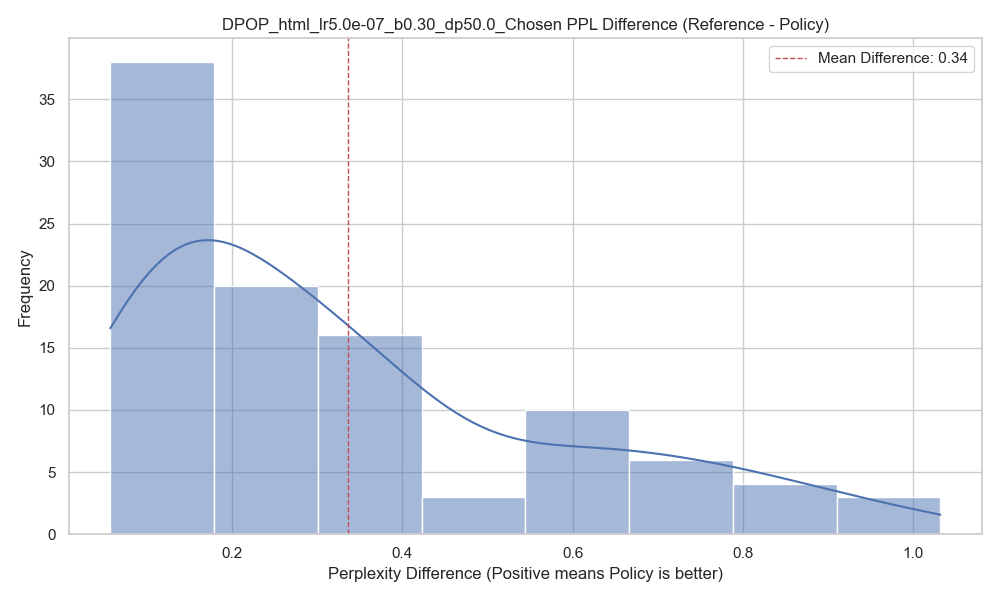 DPOP_html_lr5.0e-07_b0.30_dp50.0_Chosen PPL Difference (Reference - Policy)
Mean Difference: 0.34
Frequency
35
30
25
20
15
10
5
0
0.2 0.4 0.6 0.8 1.0
Perplexity Difference (Positive means Policy is better)